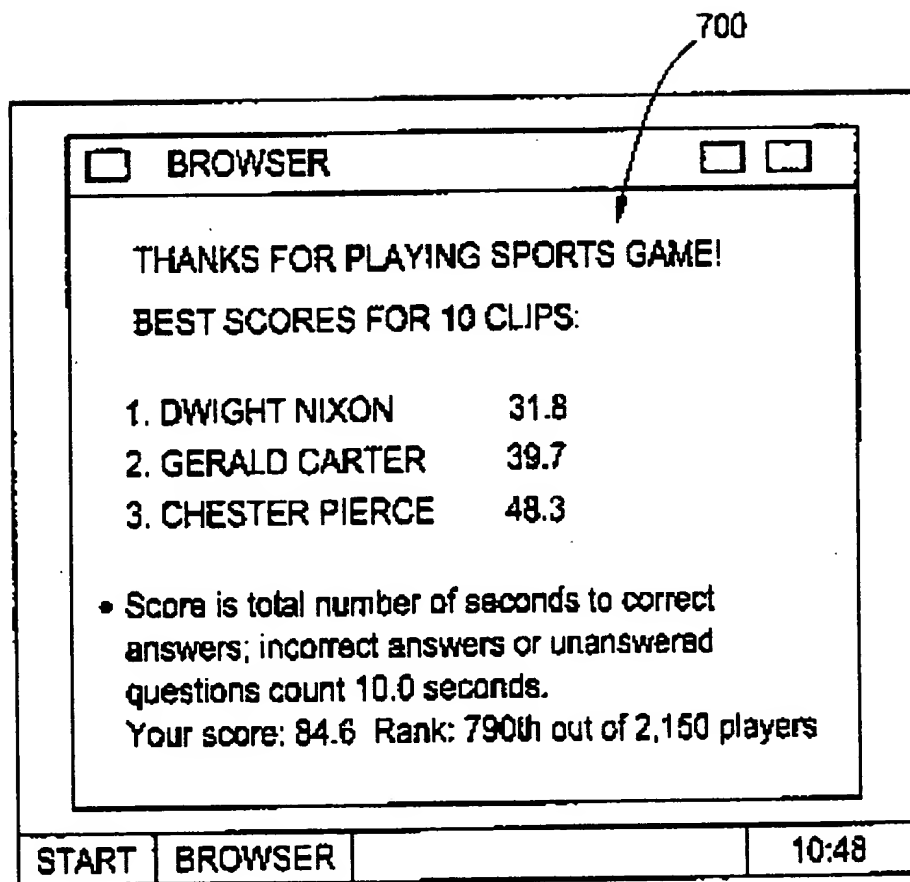 700
BROWSER
THANKS FOR PLAYING SPORTS GAME!
BEST SCORES FOR 10 CLIPS:
1. DWIGHT NIXON 31.8
2. GERALD CARTER 39.7
3. CHESTER PIERCE 48.3
• Score is total number of seconds to correct
answers; incorrect answers or unanswered
questions count 10.0 seconds.
Your score: 84.6 Rank: 790th out of 2,150 players
START BROWSER 10:48